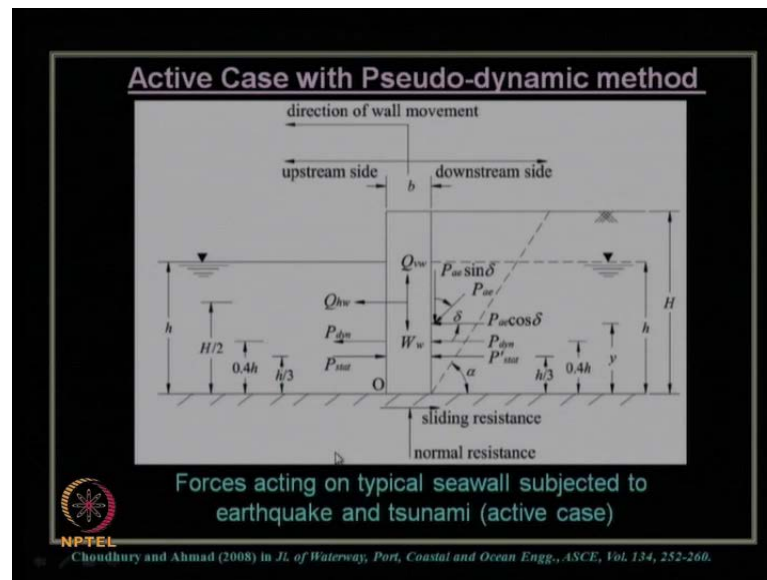 Active Case with Pseudo-dynamic method
direction of wall movement
upstream side b downstream side
Q_vw P_ae sinδ
Q_hw P_ae
h H/2 P_dyn W_w δ P_ae cosδ H
0.4h h/3 P_stat P_dyn P'_stat h/3 0.4h y h
O α
sliding resistance
normal resistance
Forces acting on typical seawall subjected to
earthquake and tsunami (active case)
NPTEL
Choudhury and Ahmad (2008) in Jl. of Waterway, Port, Coastal and Ocean Engg., ASCE, Vol. 134, 252-260.